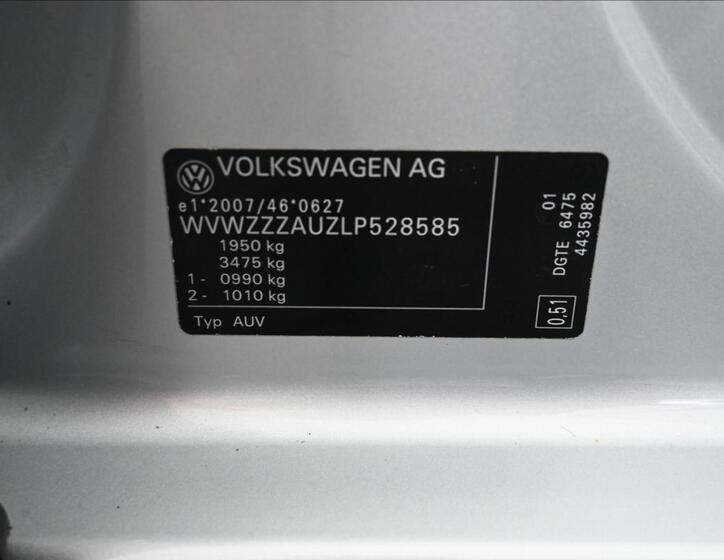 VOLKSWAGEN AG
e1*2007/46*0627
WVWZZZAUZLP528585
1950 kg
3475 kg
1- 0990 kg
2- 1010 kg
Typ AUV
01
DGTE 6475
4435982
0,51